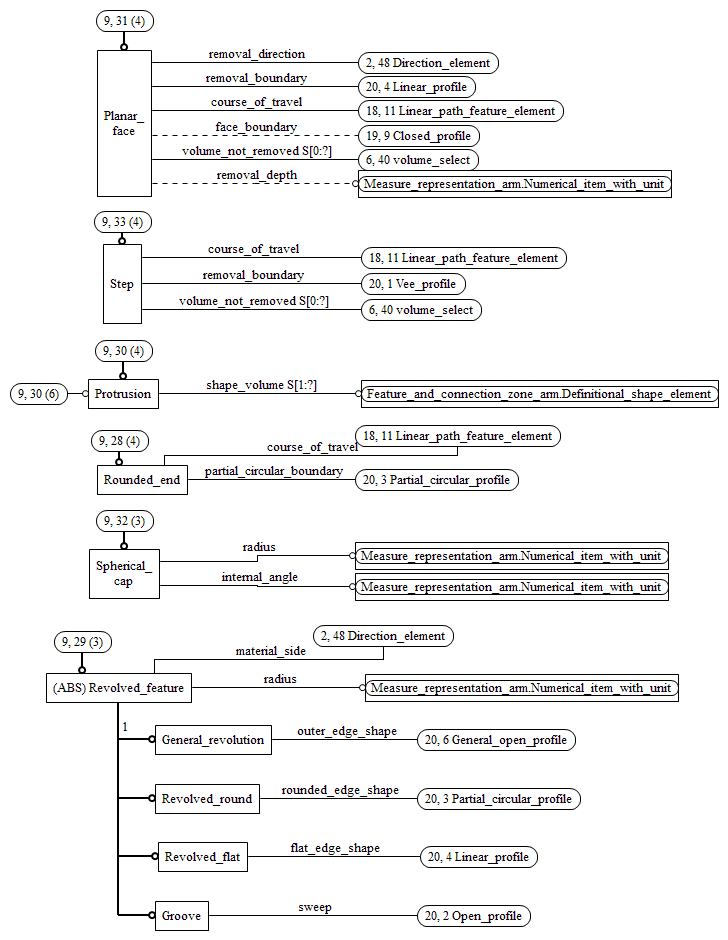 9, 31 (4)
removal_direction
2, 48 Direction_element
removal_boundary
20, 4 Linear_profile
course_of_travel
18, 11 Linear_path_feature_element
Planar_
face
face_boundary
19, 9 Closed_profile
volume_not_removed S[0:?]
6, 40 volume_select
removal_depth
Measure_representation_arm.Numerical_item_with_unit
9, 33 (4)
course_of_travel
18, 11 Linear_path_feature_element
Step
removal_boundary
20, 1 Vee_profile
volume_not_removed S[0:?]
6, 40 volume_select
9, 30 (4)
9, 30 (6)
Protrusion
shape_volume S[1:?]
Feature_and_connection_zone_arm.Definitional_shape_element
9, 28 (4)
18, 11 Linear_path_feature_element
course_of_travel
Rounded_end
partial_circular_boundary
20, 3 Partial_circular_profile
9, 32 (3)
radius
Measure_representation_arm.Numerical_item_with_unit
Spherical_
cap
internal_angle
Measure_representation_arm.Numerical_item_with_unit
9, 29 (3)
2, 48 Direction_element
material_side
(ABS) Revolved_feature
radius
Measure_representation_arm.Numerical_item_with_unit
1
General_revolution
outer_edge_shape
20, 6 General_open_profile
Revolved_round
rounded_edge_shape
20, 3 Partial_circular_profile
Revolved_flat
flat_edge_shape
20, 4 Linear_profile
Groove
sweep
20, 2 Open_profile